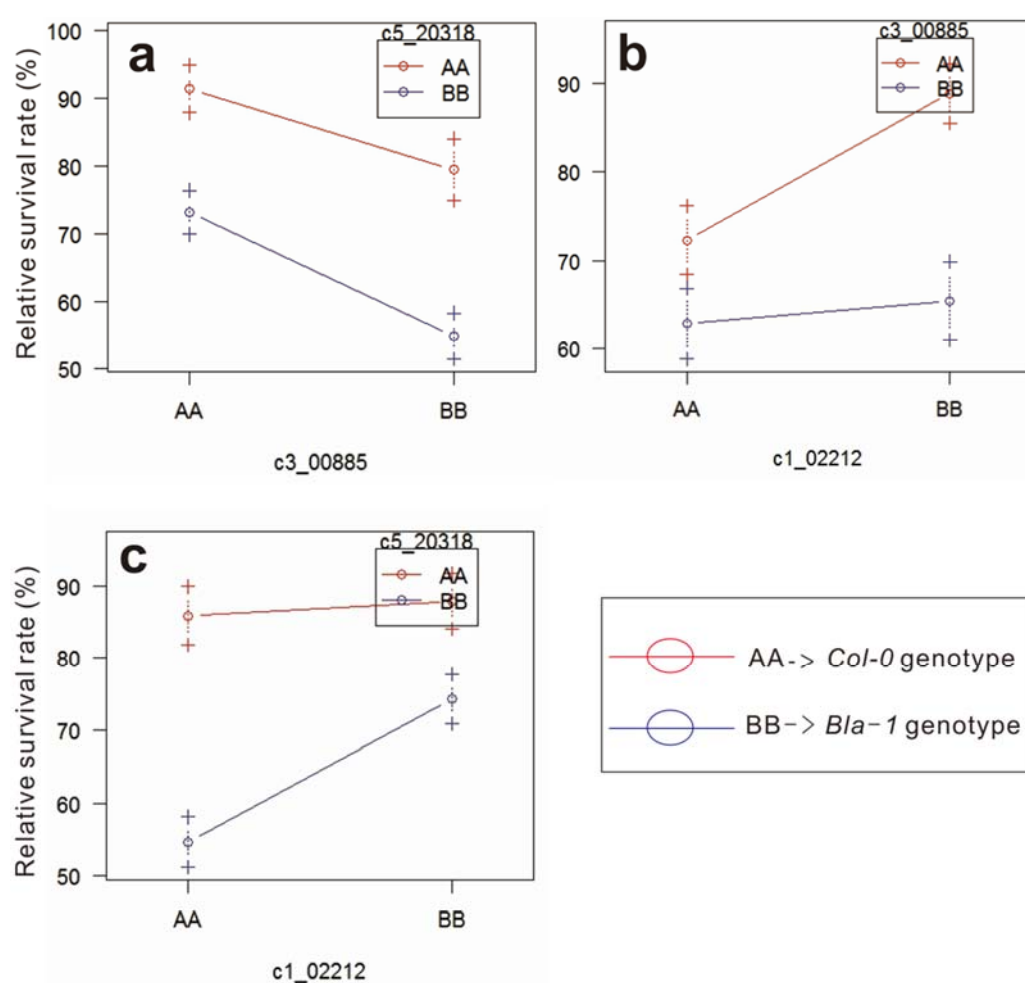 a
c5_20318
AA
BB
Relative survival rate (%)
100
90
80
70
60
50
AA
BB
c3_00885
b
c3_00885
AA
BB
90
80
70
60
AA
BB
c1_02212
c
c5_20318
AA
BB
Relative survival rate (%)
90
80
70
60
50
AA
BB
c1_02212
AA -> Col-0 genotype
BB -> Bla-1 genotype